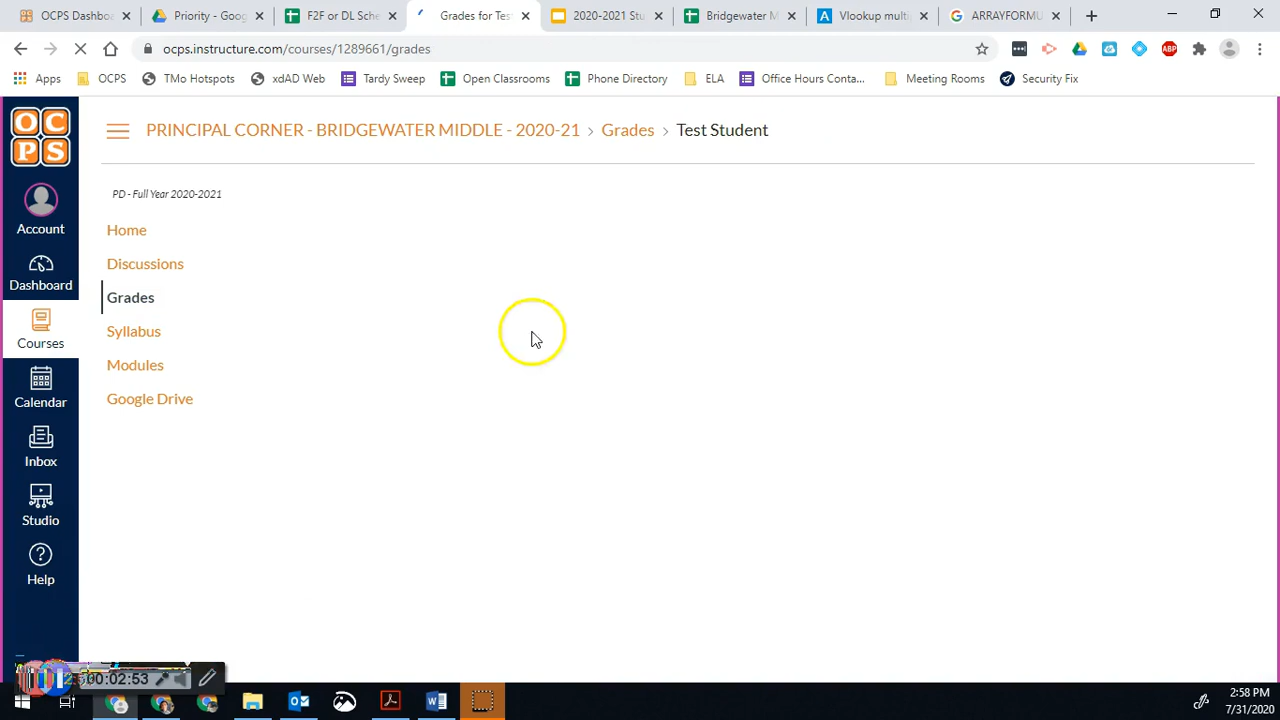 OCPS Dashbo
Priority - Goog
F2F or DL Sche
Grades for Tes
2020-2021 Stu
Bridgewater M
Vlookup multi
ARRAYFORMU
ocps.instructure.com/courses/1289661/grades
Apps
OCPS
TMo Hotspots
xdAD Web
Tardy Sweep
Open Classrooms
Phone Directory
ELA
Office Hours Conta...
Meeting Rooms
Security Fix
OC
PS
PRINCIPAL CORNER - BRIDGEWATER MIDDLE - 2020-21 > Grades > Test Student
PD - Full Year 2020-2021
Home
Discussions
Grades
Syllabus
Modules
Google Drive
Account
Dashboard
Courses
Calendar
Inbox
Studio
Help
00:02:53
2:58 PM
7/31/2020